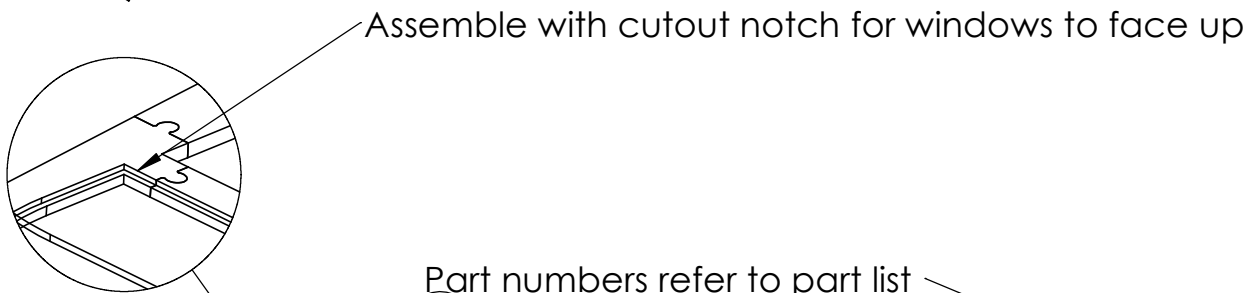 Assemble with cutout notch for windows to face up
Part numbers refer to part list